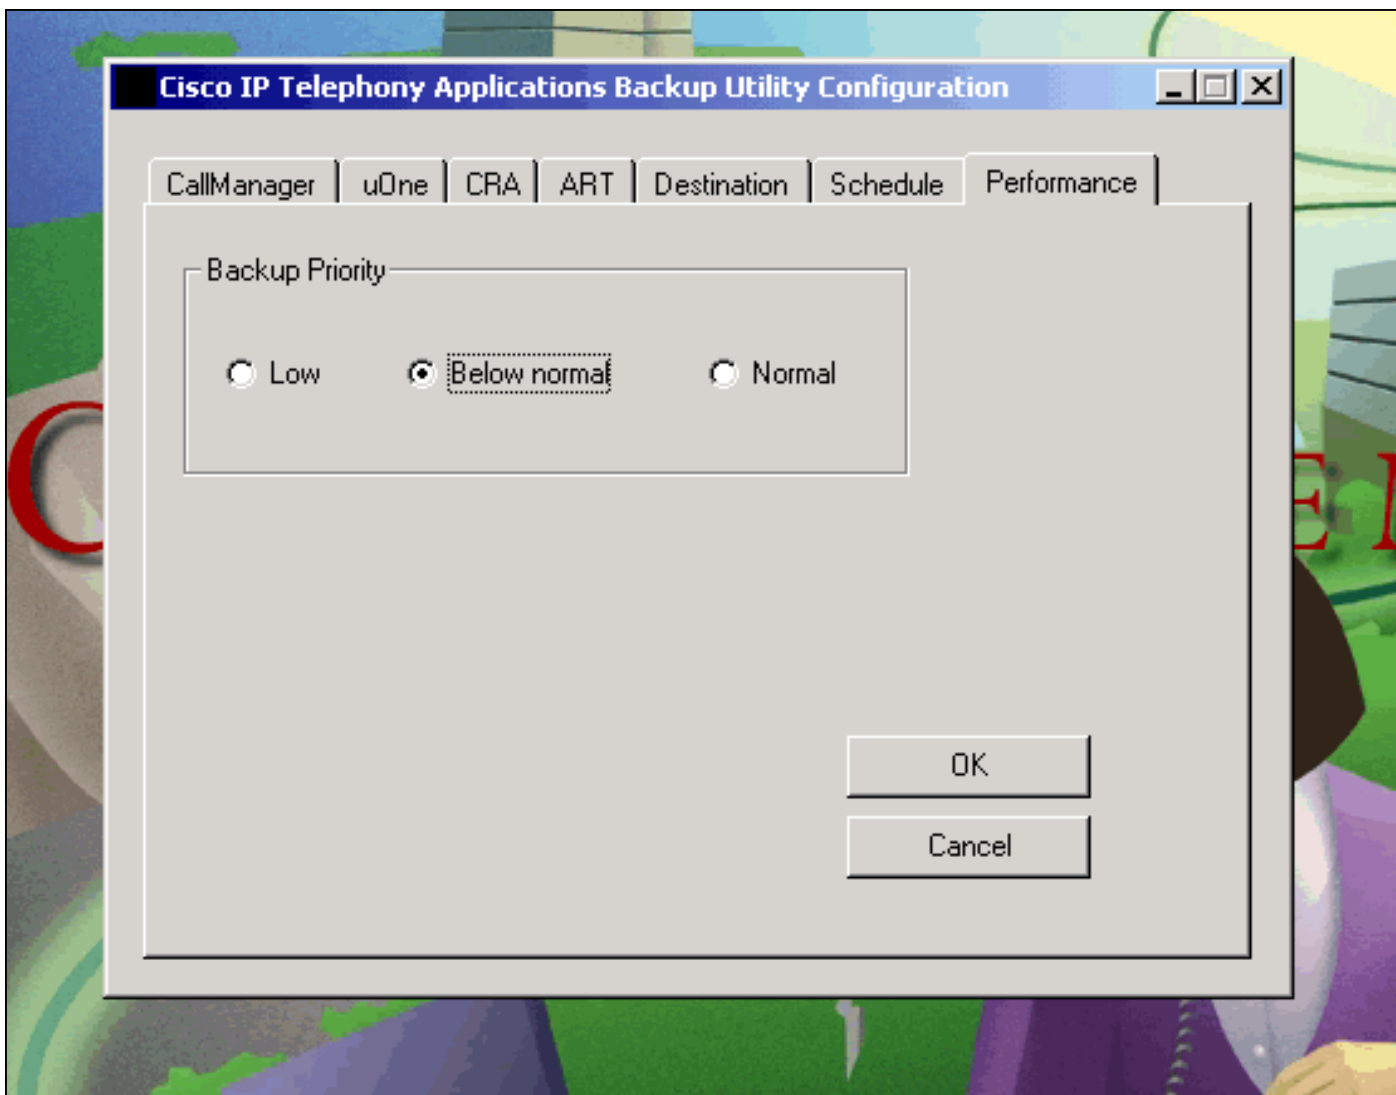 Cisco IP Telephony Applications Backup Utility Configuration
CallManager uOne CRA ART Destination Schedule Performance
Backup Priority
Low Below normal Normal
C E
OK
Cancel